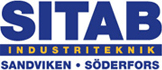 SITAB
INDUSTRITEKNIK
SANDVIKEN • SÖDERFORS